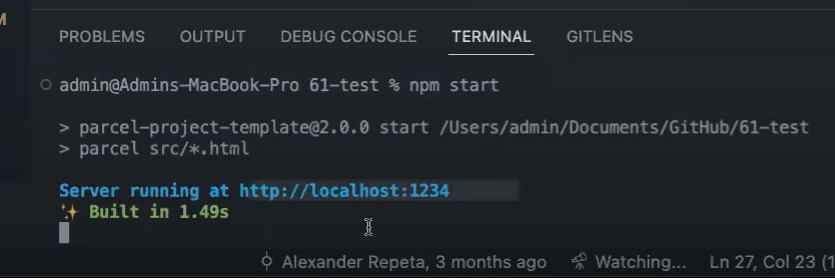 M
PROBLEMS OUTPUT DEBUG CONSOLE TERMINAL GITLENS
admin@Admins-MacBook-Pro 61-test % npm start
> parcel-project-template@2.0.0 start /Users/admin/Documents/GitHub/61-test
> parcel src/*.html
Server running at http://localhost:1234
✨ Built in 1.49s
Alexander Repeta, 3 months ago Watching... Ln 27, Col 23 (1